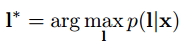 l* = arg max p(l|x)
l